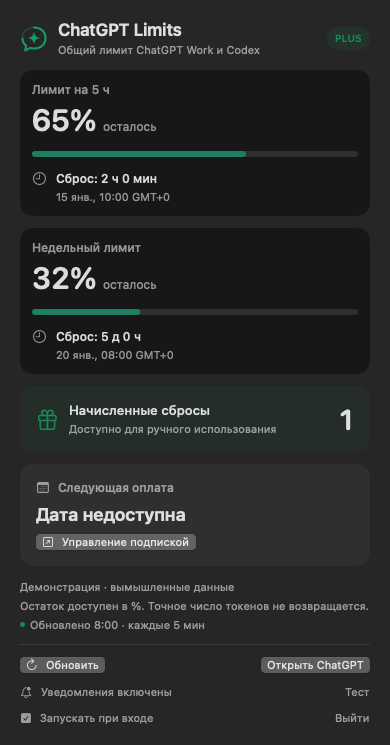 ChatGPT Limits
Общий лимит ChatGPT Work и Codex
PLUS
Лимит на 5 ч
65% осталось
Сброс: 2 ч 0 мин
15 янв., 10:00 GMT+0
Недельный лимит
32% осталось
Сброс: 5 д 0 ч
20 янв., 08:00 GMT+0
Начисленные сбросы
Доступно для ручного использования
1
Следующая оплата
Дата недоступна
Управление подпиской
Демонстрация · вымышленные данные
Остаток доступен в %. Точное число токенов не возвращается.
Обновлено 8:00 · каждые 5 мин
Обновить
Открыть ChatGPT
Уведомления включены
Тест
Запускать при входе
Выйти